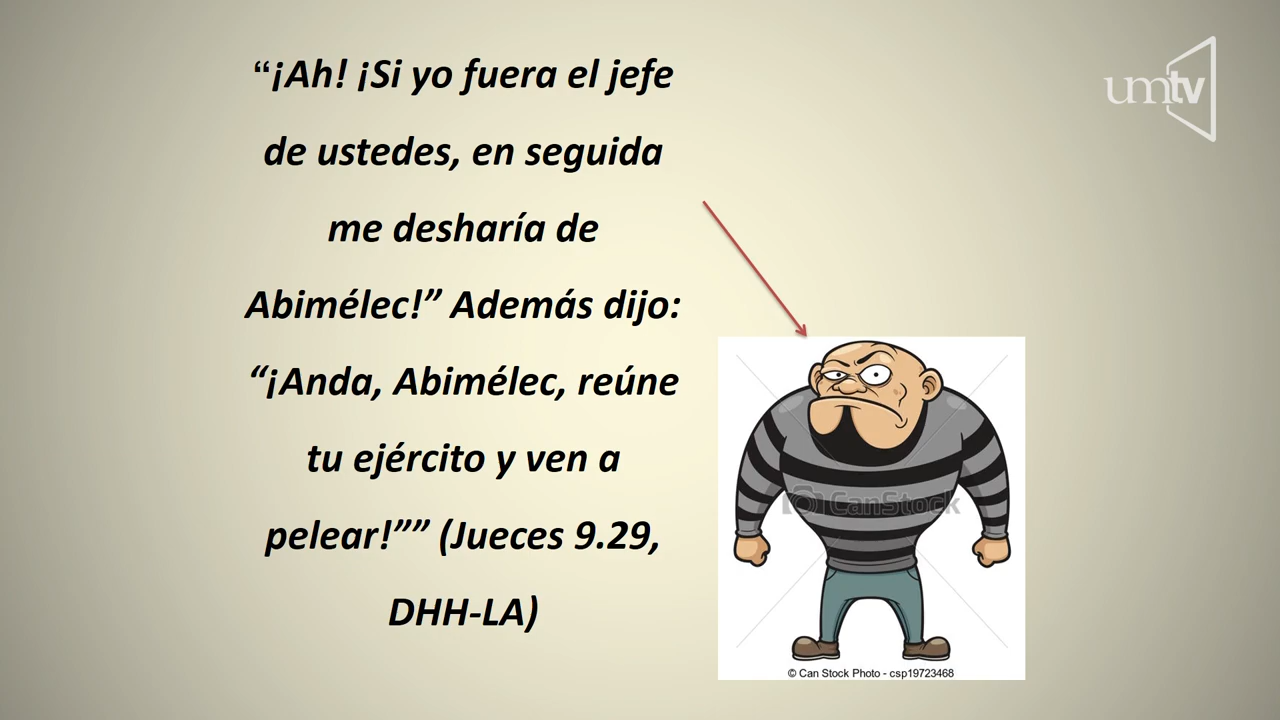 “¡Ah! ¡Si yo fuera el jefe
de ustedes, en seguida
me desharía de
Abimélec!” Además dijo:
“¡Anda, Abimélec, reúne
tu ejército y ven a
pelear!”” (Jueces 9.29,
DHH-LA)
umtv
CanStock
© Can Stock Photo - csp19723468